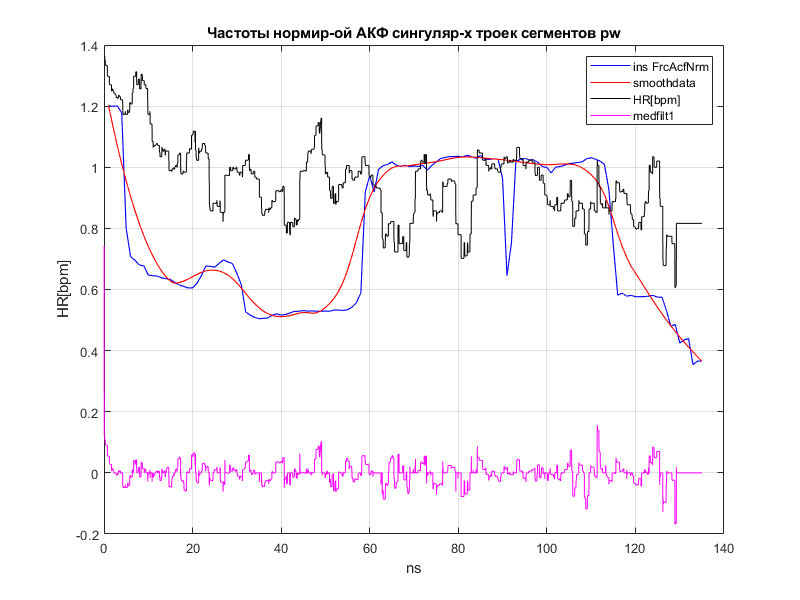 Частоты нормир-ой АКФ сингуляр-х троек сегментов pw
1.4
1.2
1
0.8
0.6
0.4
0.2
0
-0.2
HR[bpm]
ins FrcAcfNrm
smoothdata
HR[bpm]
medfilt1
0 20 40 60 80 100 120 140
ns